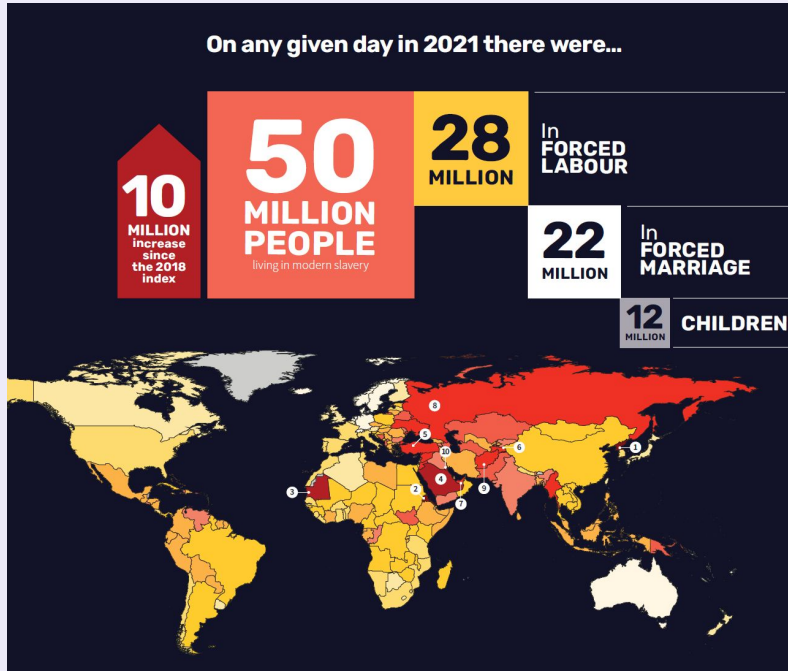 On any given day in 2021 there were...
10
MILLION
increase
since
the 2018
index
50
MILLION
PEOPLE
living in modern slavery
28
MILLION
In
FORCED
LABOUR
22
MILLION
In
FORCED
MARRIAGE
12
MILLION
CHILDREN
8
5
10
6
1
3
2
4
9
7